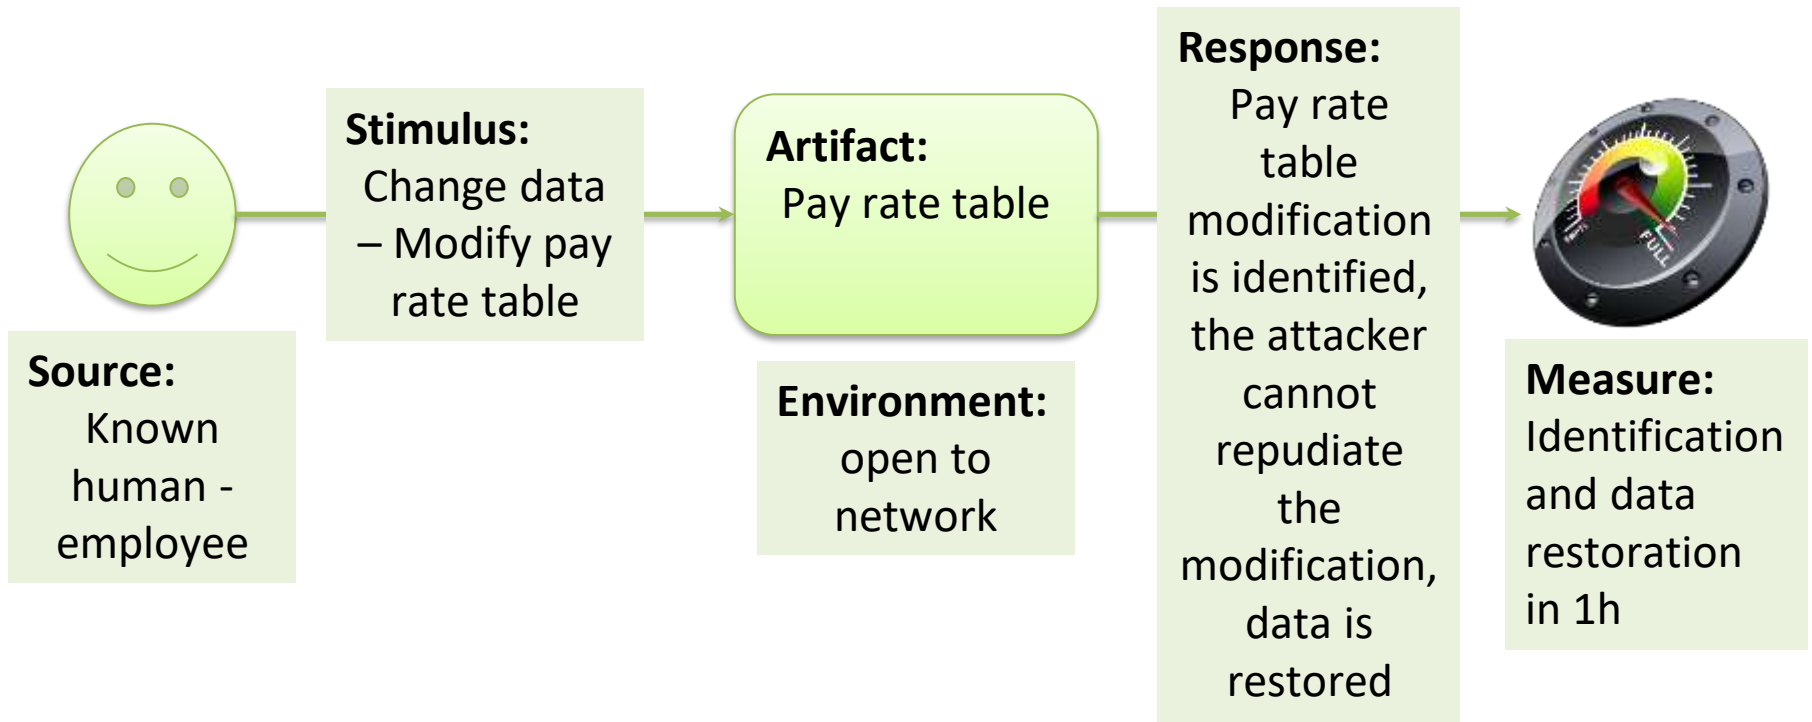 Source:
Known
human -
employee
Stimulus:
Change data
– Modify pay
rate table
Artifact:
Pay rate table
Environment:
open to
network
Response:
Pay rate
table
modification
is identified,
the attacker
cannot
repudiate
the
modification,
data is
restored
FULL
Measure:
Identification
and data
restoration
in 1h